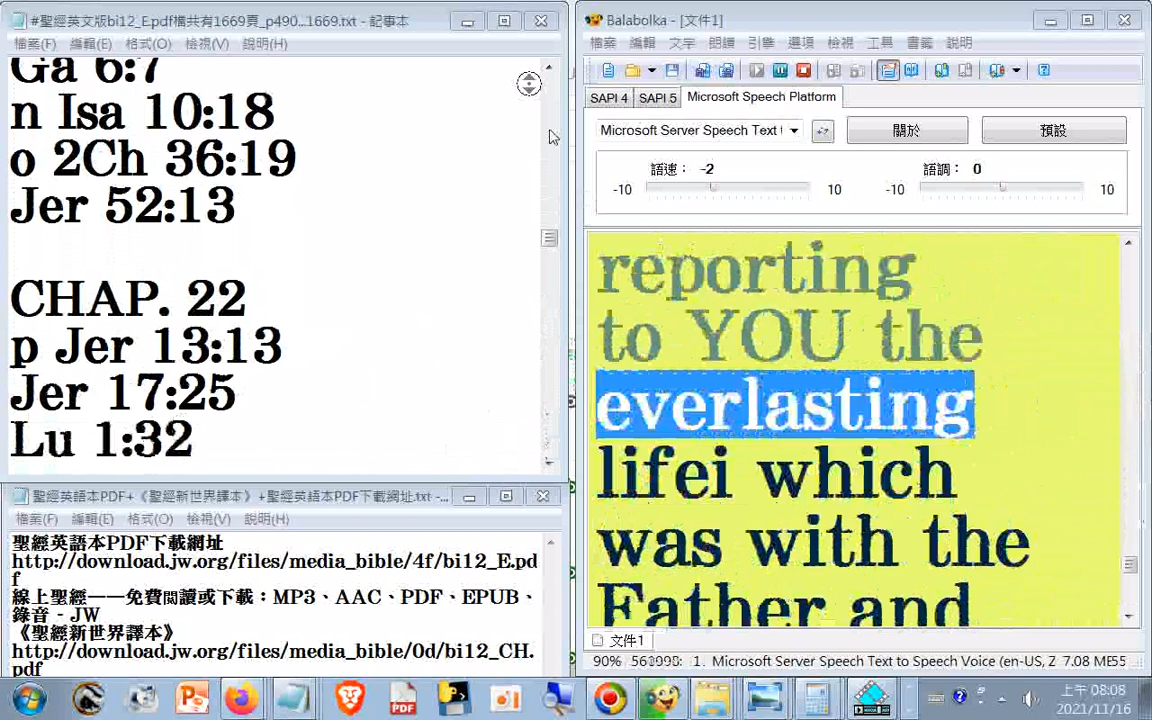 #聖經英文版bi12_E.pdf檔共有1669頁_p490...1669.txt - 記事本
檔案(F) 編輯(E) 格式(O) 檢視(V) 說明(H)
Ga 6:7
n Isa 10:18
o 2Ch 36:19
Jer 52:13
CHAP. 22
p Jer 13:13
Jer 17:25
Lu 1:32
聖經英語本PDF+《聖經新世界譯本》+聖經英語本PDF下載網址.txt -...
檔案(F) 編輯(E) 格式(O) 檢視(V) 說明(H)
聖經英語本PDF下載網址
http://download.jw.org/files/media_bible/4f/bi12_E.pd
f
線上聖經——免費閱讀或下載：MP3、AAC、PDF、EPUB、
錄音 - JW
《聖經新世界譯本》
http://download.jw.org/files/media_bible/0d/bi12_CH.
pdf
Balabolka - [文件1]
檔案 編輯 文字 朗讀 引擎 選項 檢視 工具 書籤 說明
SAPI 4 SAPI 5 Microsoft Speech Platform
Microsoft Server Speech Text 關於 預設
語速： -2 語調： 0
-10 10 -10 10
reporting
to YOU the
everlasting
lifei which
was with the
Father and
文件1
90% 1. Microsoft Server Speech Text to Speech Voice (en-US, Z 7.08 ME55
PDF
上午 08:08
2021/11/16